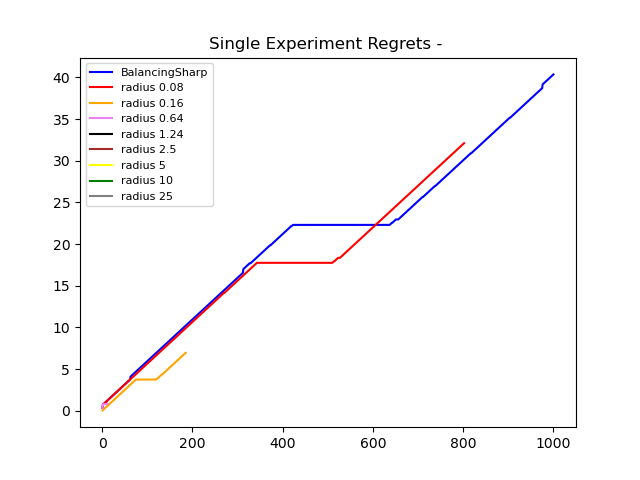 Single Experiment Regrets -
BalancingSharp
radius 0.08
radius 0.16
radius 0.64
radius 1.24
radius 2.5
radius 5
radius 10
radius 25
40
35
30
25
20
15
10
5
0
0 200 400 600 800 1000